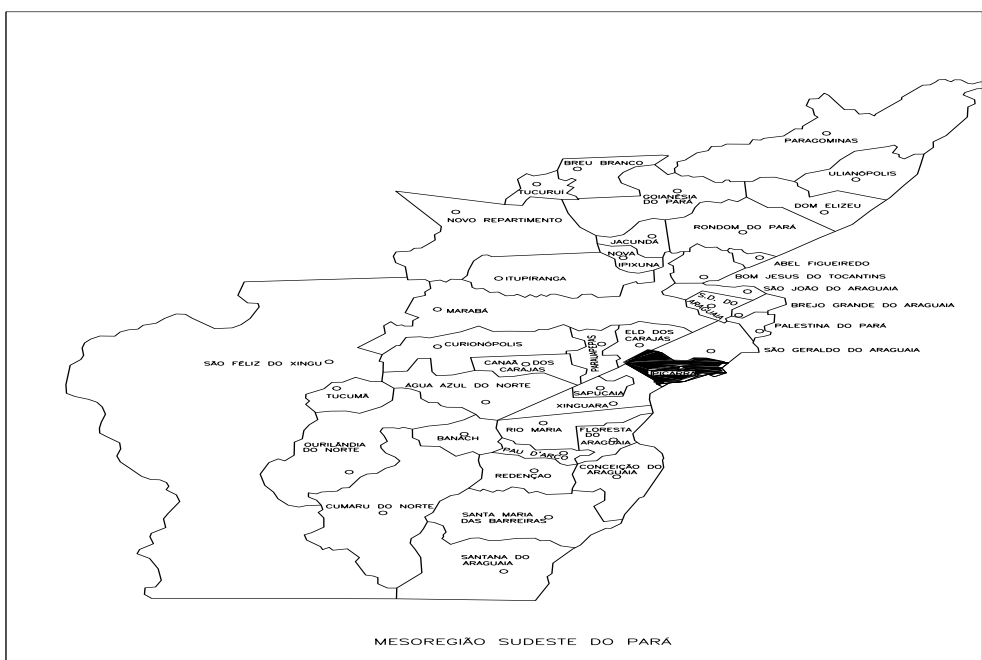 PARAGOMINAS
BREU BRANCO
ULIANÓPOLIS
TUCURUÍ
GOIANÉSIA
DO PARÁ
DOM ELIZEU
NOVO REPARTIMENTO
RONDOM DO PARÁ
JACUNDÁ
NOVA
IPIXUNA
ABEL FIGUEIREDO
BOM JESUS DO TOCANTINS
ITUPIRANGA
SÃO JOÃO DO ARAGUAIA
S.D. DO
ARAGUAIA
BREJO GRANDE DO ARAGUAIA
MARABÁ
PALESTINA DO PARÁ
ELD DOS
CARAJÁS
PARAUAPEBAS
CURIONÓPOLIS
SÃO GERALDO DO ARAGUAIA
SÃO FÉLIZ DO XINGU
CANAÃ DOS
CARAJAS
PIÇARRA
AGUA AZUL DO NORTE
TUCUMÃ
SAPUCAIA
XINGUARA
RIO MARIA
FLORESTA
DO
ARAGUAIA
BANACH
OURILÂNDIA
DO NORTE
PAU D'ARCO
REDENÇAO
CONCEIÇÃO DO
ARAGUAIA
CUMARU DO NORTE
SANTA MARIA
DAS BARREIRAS
SANTANA DO
ARAGUAIA
MESOREGIÃO SUDESTE DO PARÁ